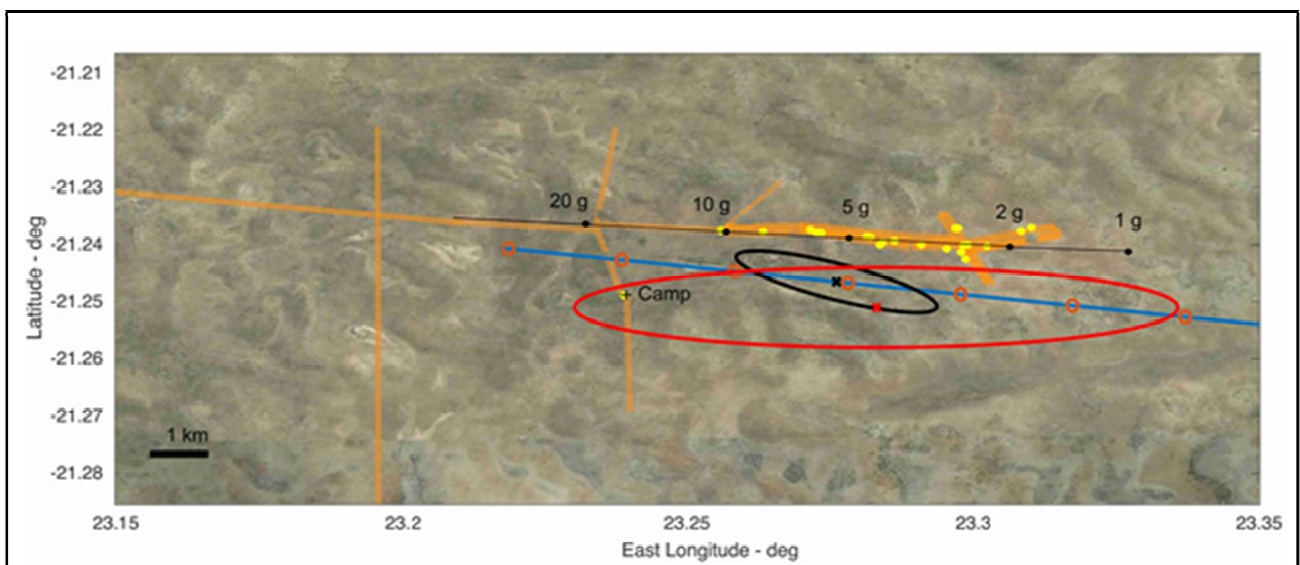 -21.21
-21.22
-21.23
-21.24
-21.25
-21.26
-21.27
-21.28
Latitude - deg
20 g
10 g
5 g
2 g
1 g
Camp
1 km
23.15
23.2
23.25
23.3
23.35
East Longitude - deg